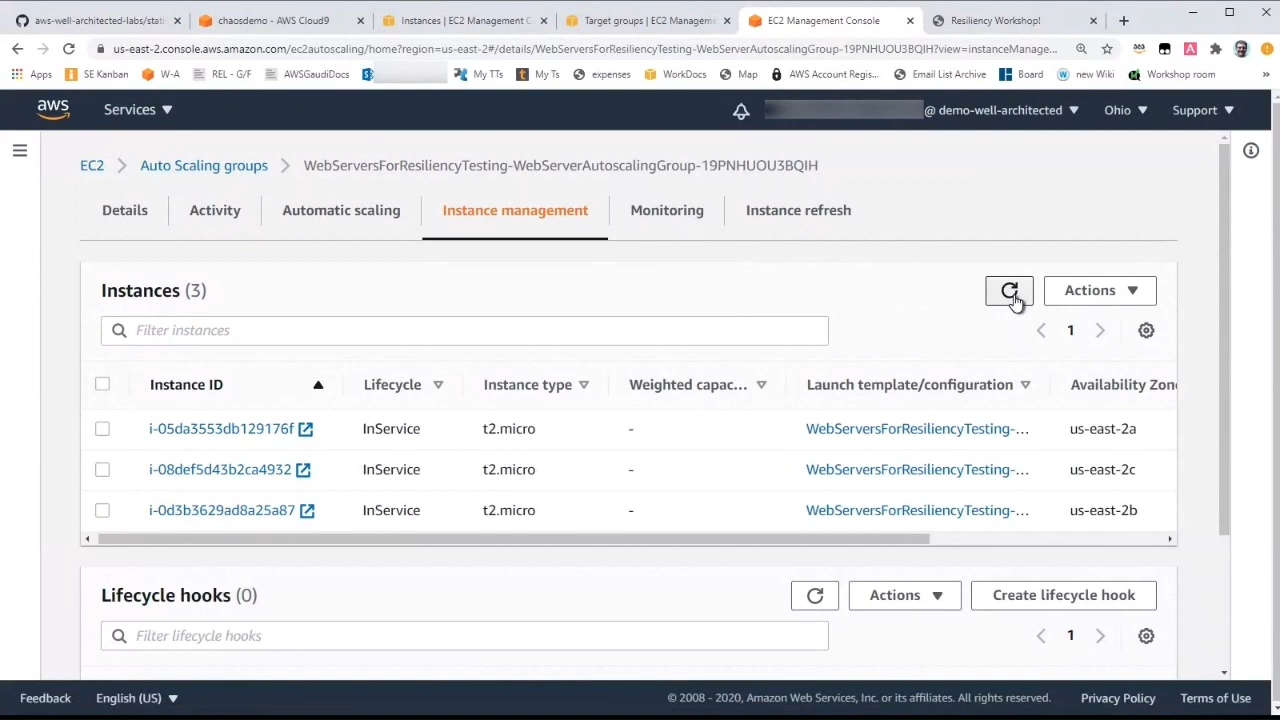 aws-well-architected-labs/stati
chaosdemo - AWS Cloud9
Instances | EC2 Management C
Target groups | EC2 Manageme
EC2 Management Console
Resiliency Workshop!
us-east-2.console.aws.amazon.com/ec2autoscaling/home?region=us-east-2#/details/WebServersForResiliencyTesting-WebServerAutoscalingGroup-19PNHUOU3BQIH?view=instanceManage...
Apps SE Kanban W-A REL - G/F AWSGaudiDocs My TTs My Ts expenses WorkDocs Map AWS Account Regis... Email List Archive Board new Wiki Workshop room »
aws Services @ demo-well-architected Ohio Support
EC2 Auto Scaling groups WebServersForResiliencyTesting-WebServerAutoscalingGroup-19PNHUOU3BQIH
Details Activity Automatic scaling Instance management Monitoring Instance refresh
Instances (3) Actions
Filter instances 1
Instance ID Lifecycle Instance type Weighted capac... Launch template/configuration Availability Zone
i-05da3553db129176f InService t2.micro - WebServersForResiliencyTesting-... us-east-2a
i-08def5d43b2ca4932 InService t2.micro - WebServersForResiliencyTesting-... us-east-2c
i-0d3b3629ad8a25a87 InService t2.micro - WebServersForResiliencyTesting-... us-east-2b
Lifecycle hooks (0) Actions Create lifecycle hook
Filter lifecycle hooks 1
Feedback English (US) © 2008 - 2020, Amazon Web Services, Inc. or its affiliates. All rights reserved. Privacy Policy Terms of Use